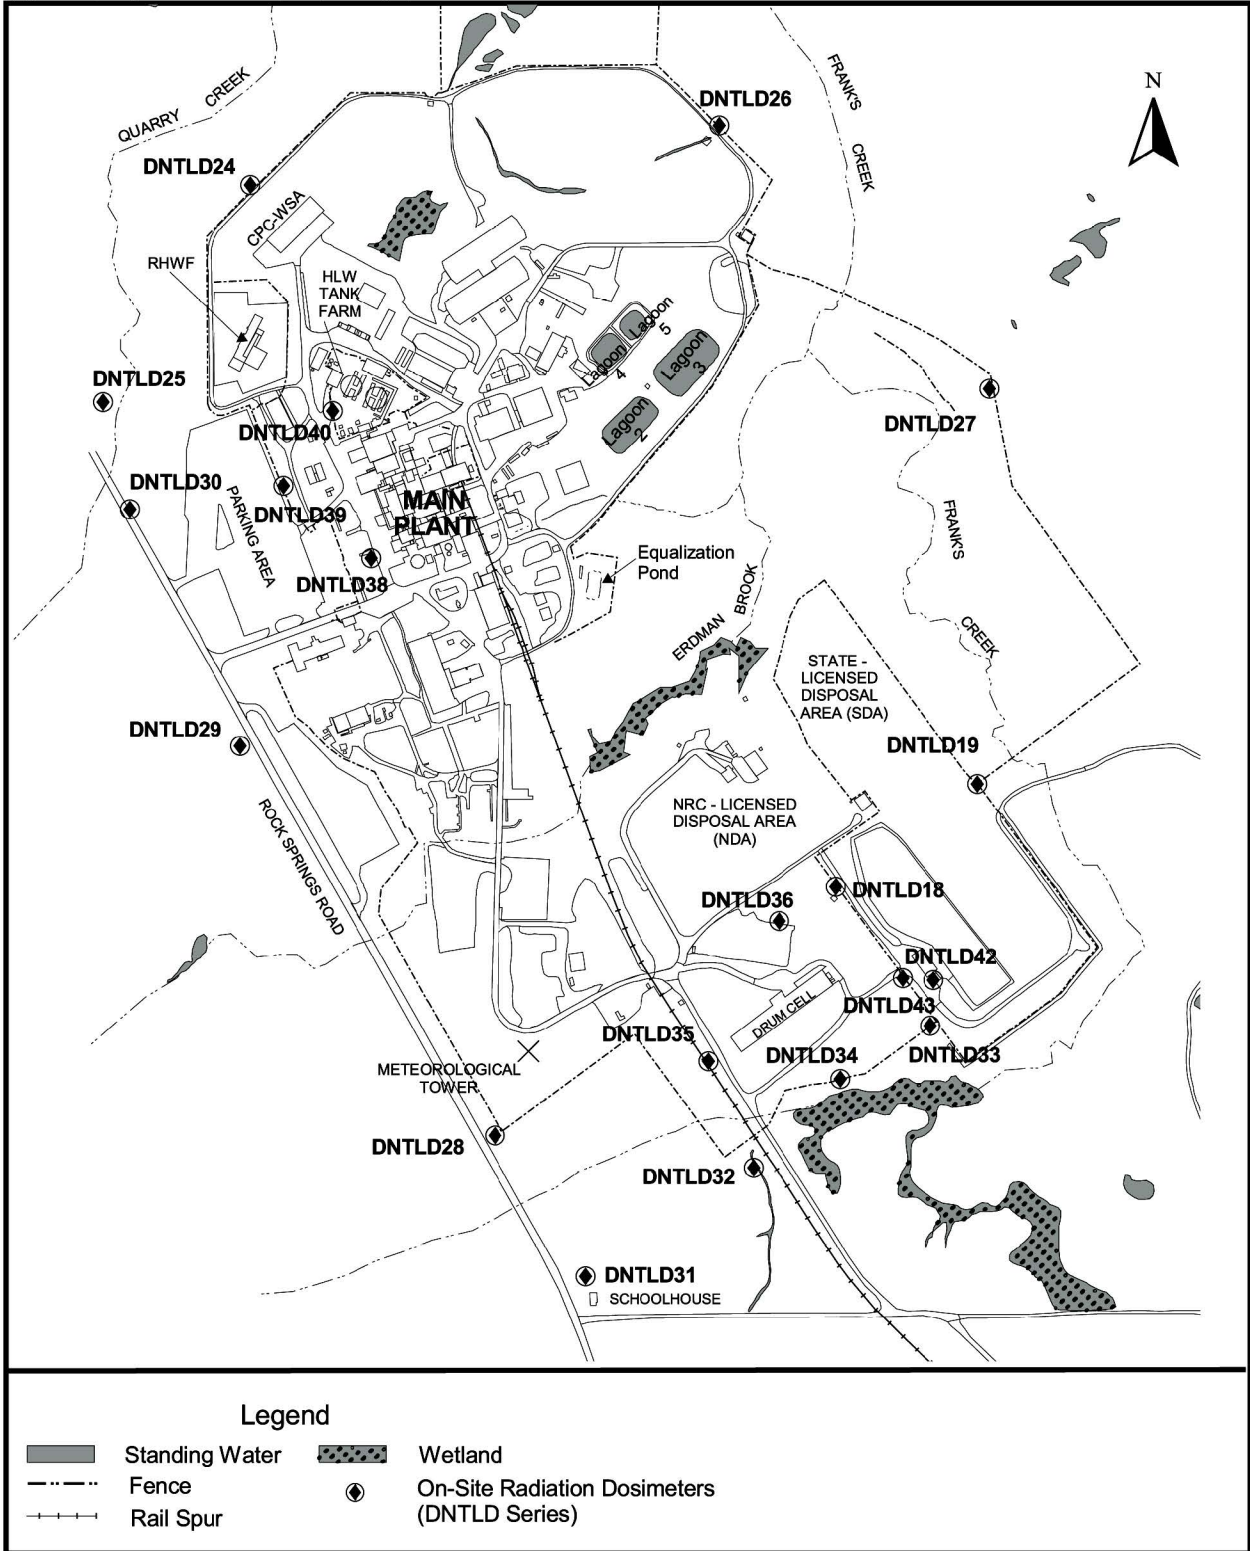 FRANK'S
CREEK
N
DNTLD26
QUARRY
CREEK
DNTLD24
CPC-WSA
RHWF
HLW
TANK
FARM
Lagoon
5
Lagoon
4
Lagoon
3
Lagoon
2
DNTLD25
DNTLD27
DNTLD40
DNTLD30
DNTLD39
PARKING AREA
MAIN
PLANT
FRANK'S
CREEK
DNTLD38
Equalization
Pond
ERDMAN
BROOK
STATE -
LICENSED
DISPOSAL
AREA (SDA)
DNTLD29
DNTLD19
ROCK SPRINGS ROAD
NRC - LICENSED
DISPOSAL AREA
(NDA)
DNTLD18
DNTLD36
DNTLD42
DNTLD43
DRUM CELL
DNTLD35
DNTLD34
DNTLD33
METEOROLOGICAL
TOWER
DNTLD28
DNTLD32
DNTLD31
SCHOOLHOUSE
Legend
Standing Water
Wetland
Fence
On-Site Radiation Dosimeters
(DNTLD Series)
Rail Spur